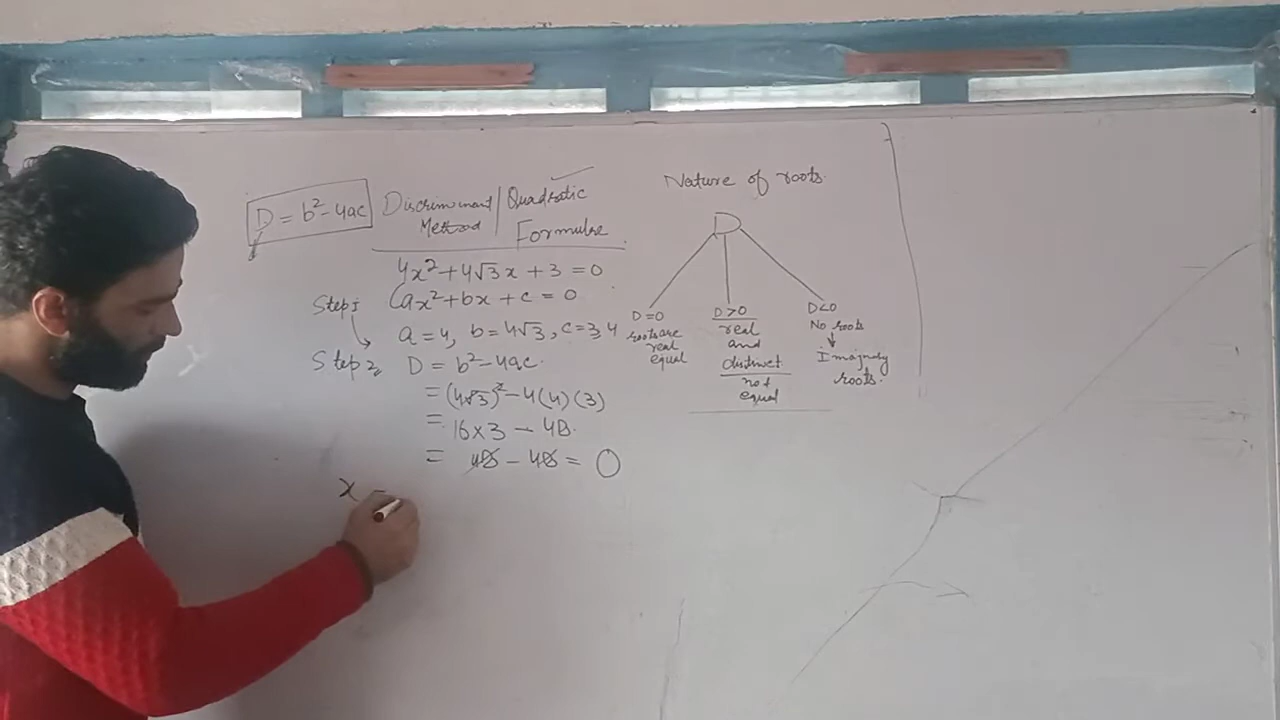 D = b²-4ac
Discriminant Method | Quadratic Formulae
4x²+4√3x + 3 = 0
Step 1
ax²+bx + c = 0
a = 4, b = 4√3, c = 3, 4
Step 2
D = b²-4ac
= (4√3)² - 4(4)(3)
= 16×3 - 48.
= 48 - 48 = 0
x =
Nature of roots.
D
D=0
roots are
real
equal
D>0
real
and
distinct
not
equal
D<0
No roots
roots.